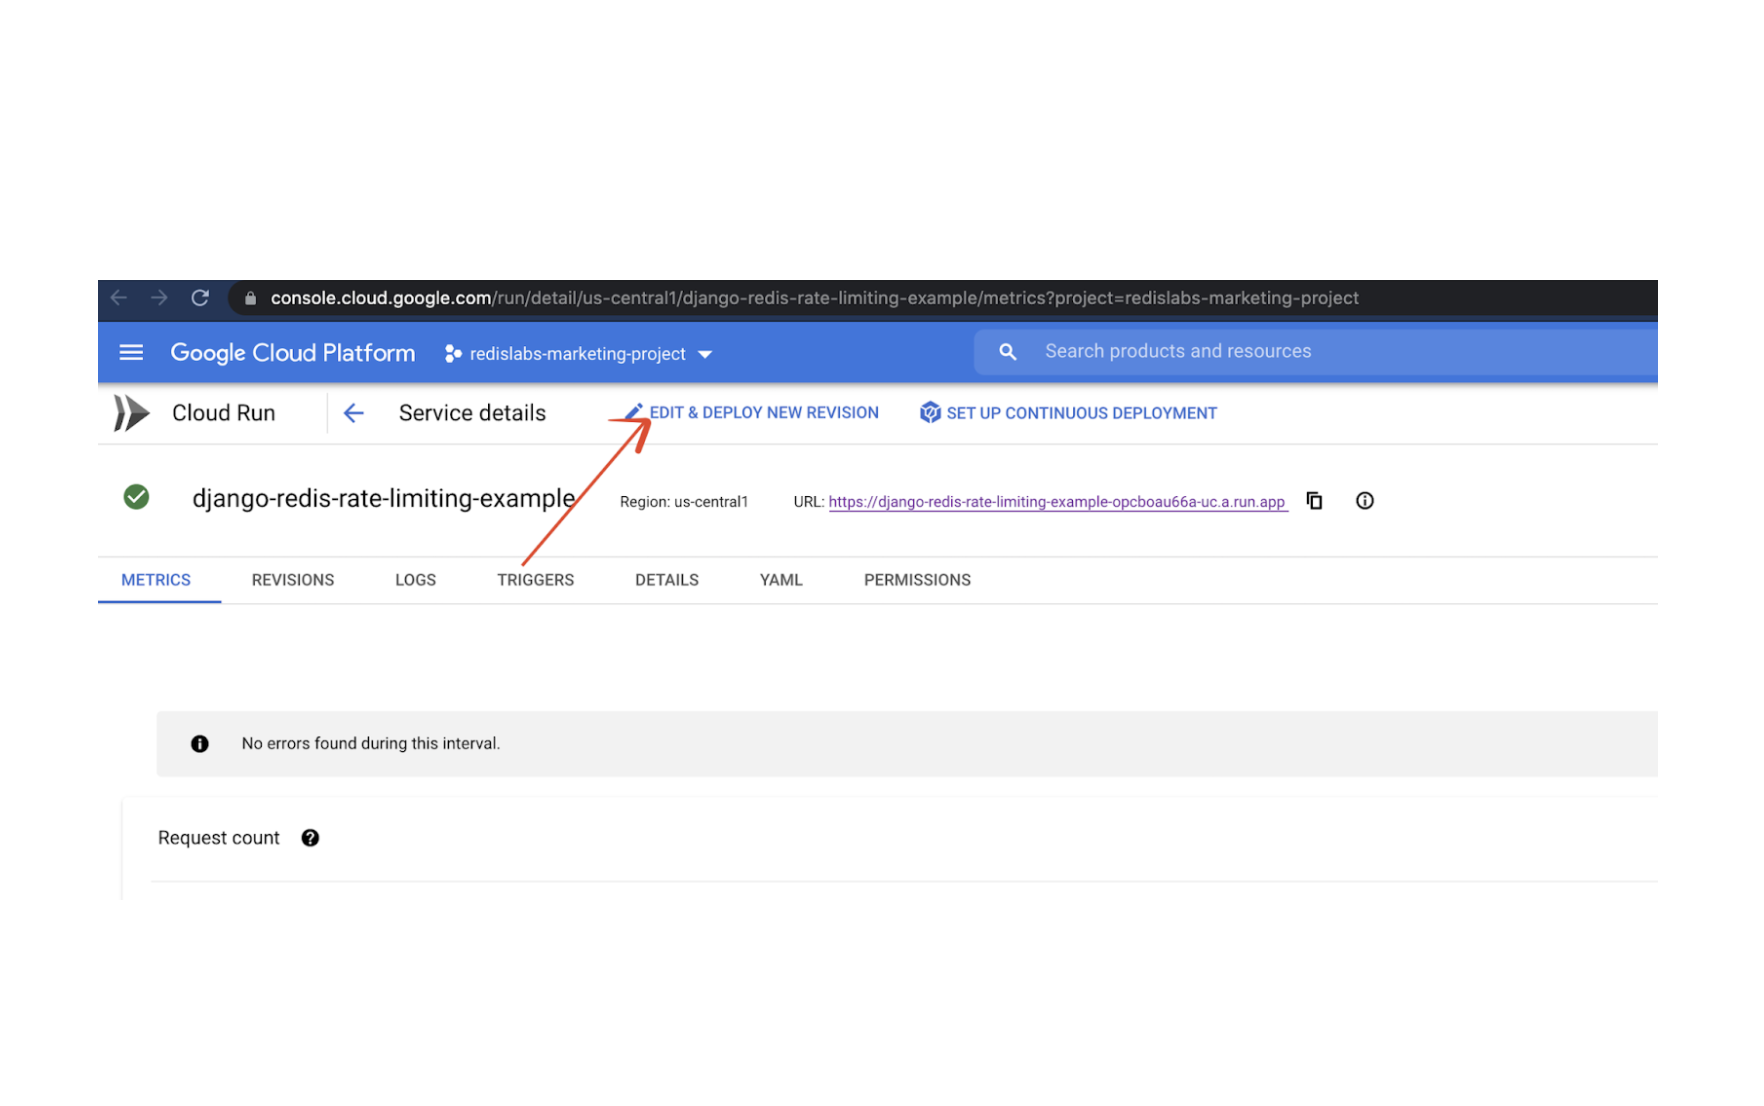 console.cloud.google.com/run/detail/us-central1/django-redis-rate-limiting-example/metrics?project=redislabs-marketing-project
Google Cloud Platform redislabs-marketing-project Search products and resources
Cloud Run Service details EDIT & DEPLOY NEW REVISION SET UP CONTINUOUS DEPLOYMENT
django-redis-rate-limiting-example Region: us-central1 URL: https://django-redis-rate-limiting-example-opcboau66a-uc.a.run.app
METRICS REVISIONS LOGS TRIGGERS DETAILS YAML PERMISSIONS
No errors found during this interval.
Request count